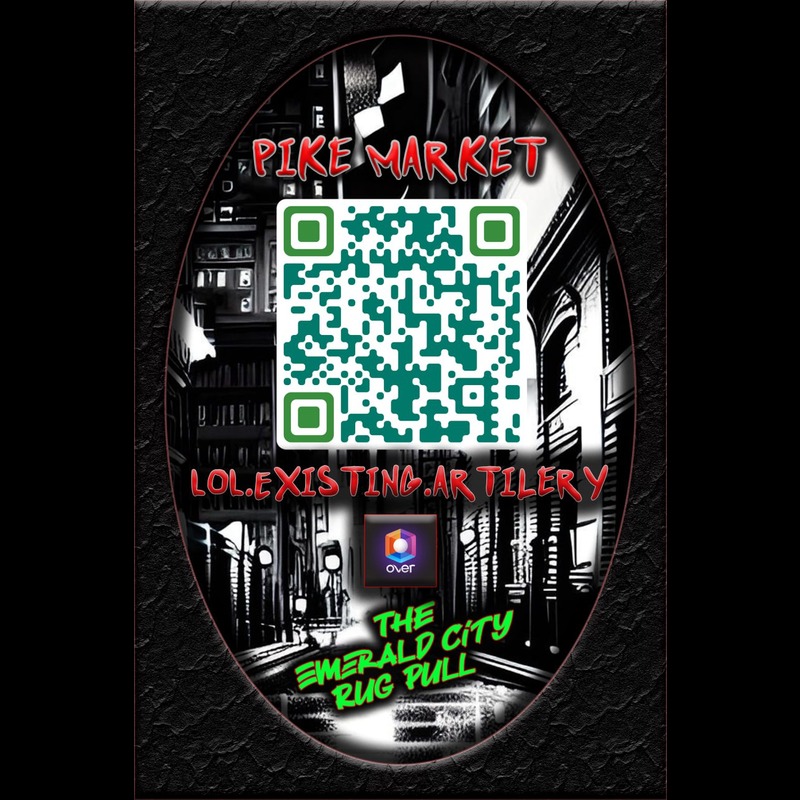 PIKE MARKET
LOL.EXISTING.ARTILERY
over
THE
EMERALD CiTY
RUG PULL